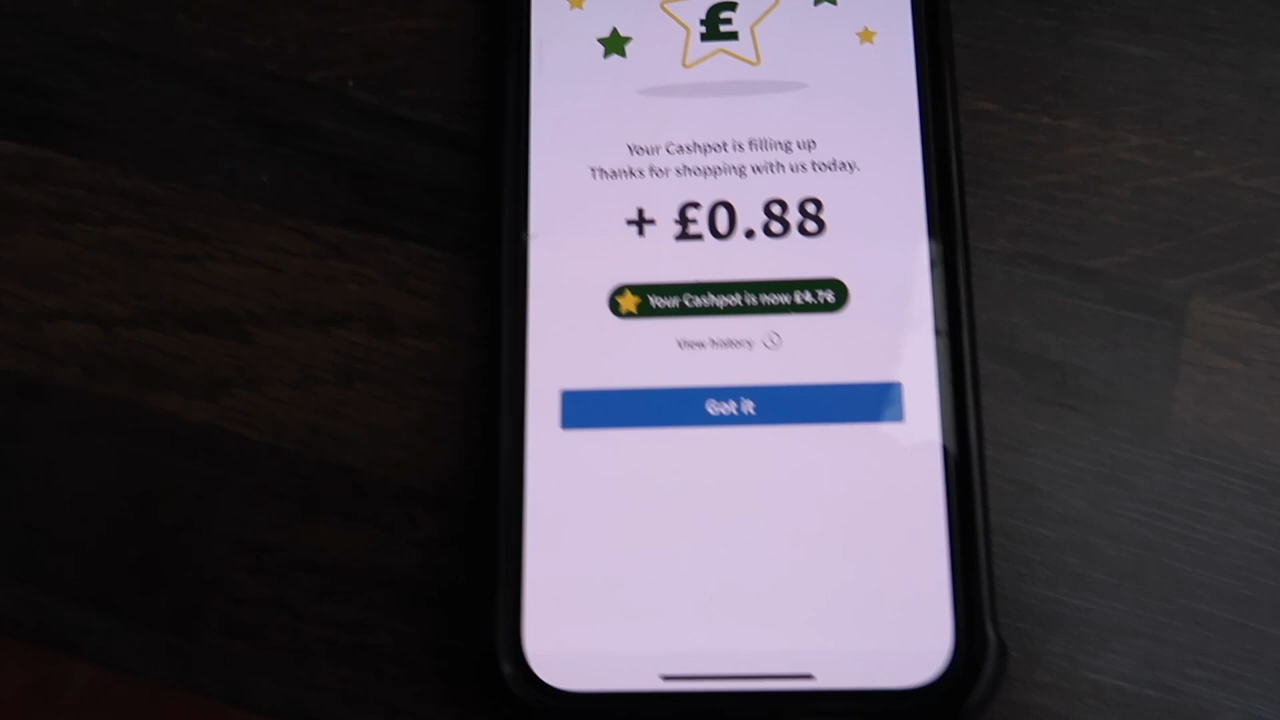 £
Your Cashpot is filling up
Thanks for shopping with us today.
+ £0.88
Your Cashpot is now £4.76
View history
Got it